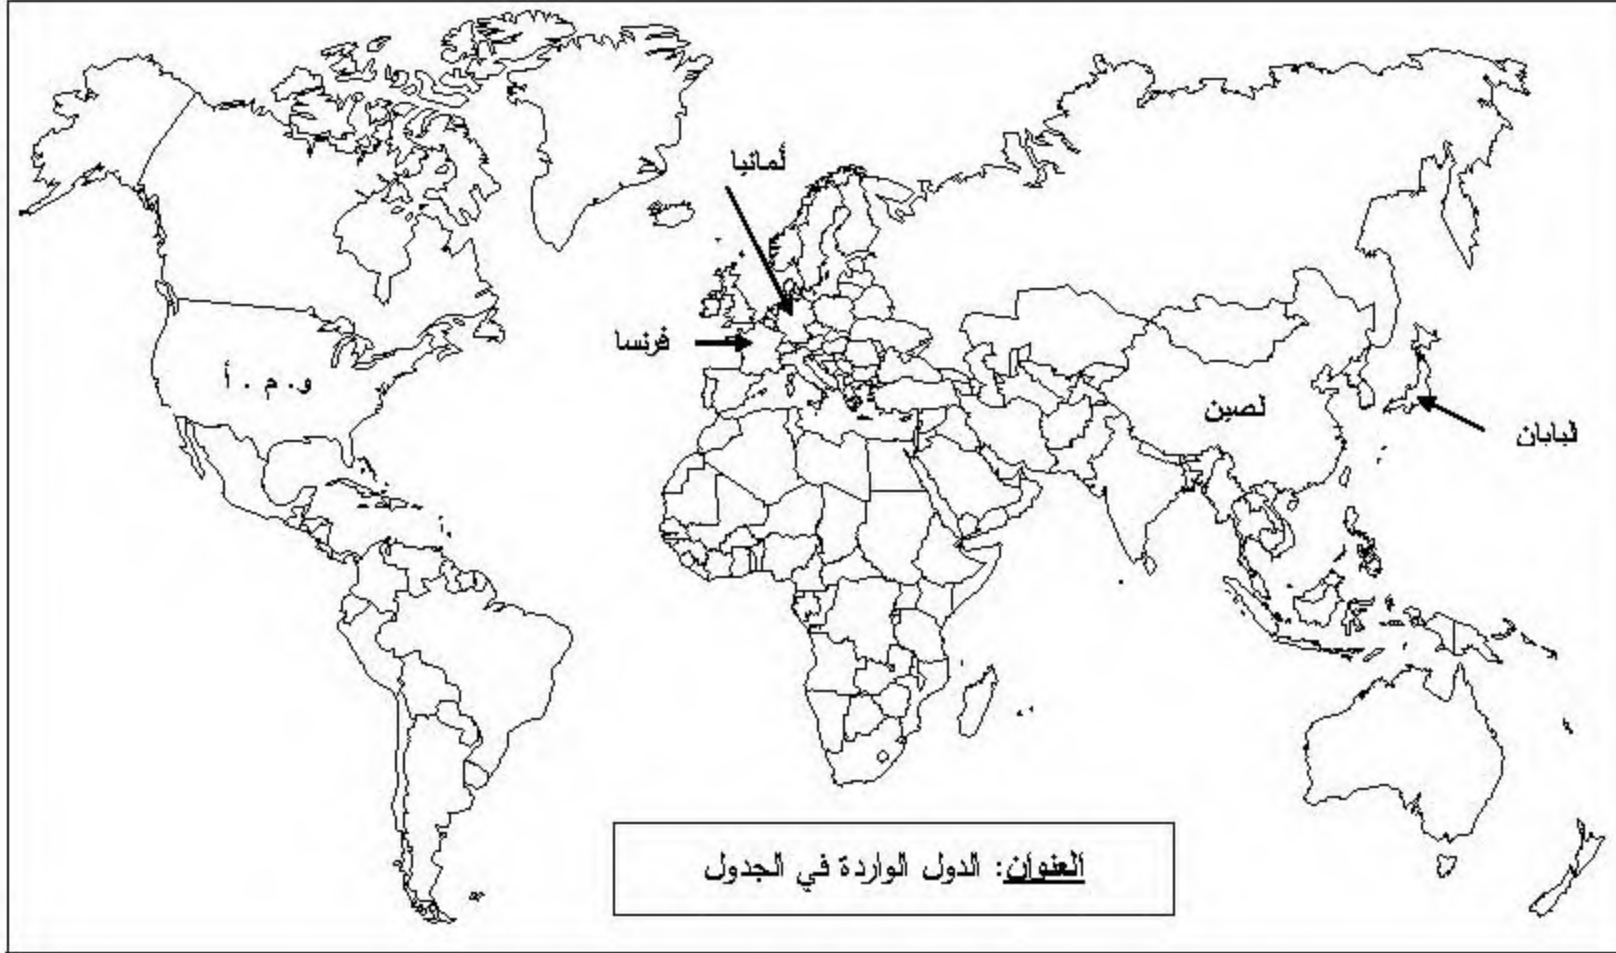 ألمانيا
فرنسا
و. م. أ
لصين
ليابان
العنوان: الدول الواردة في الجدول